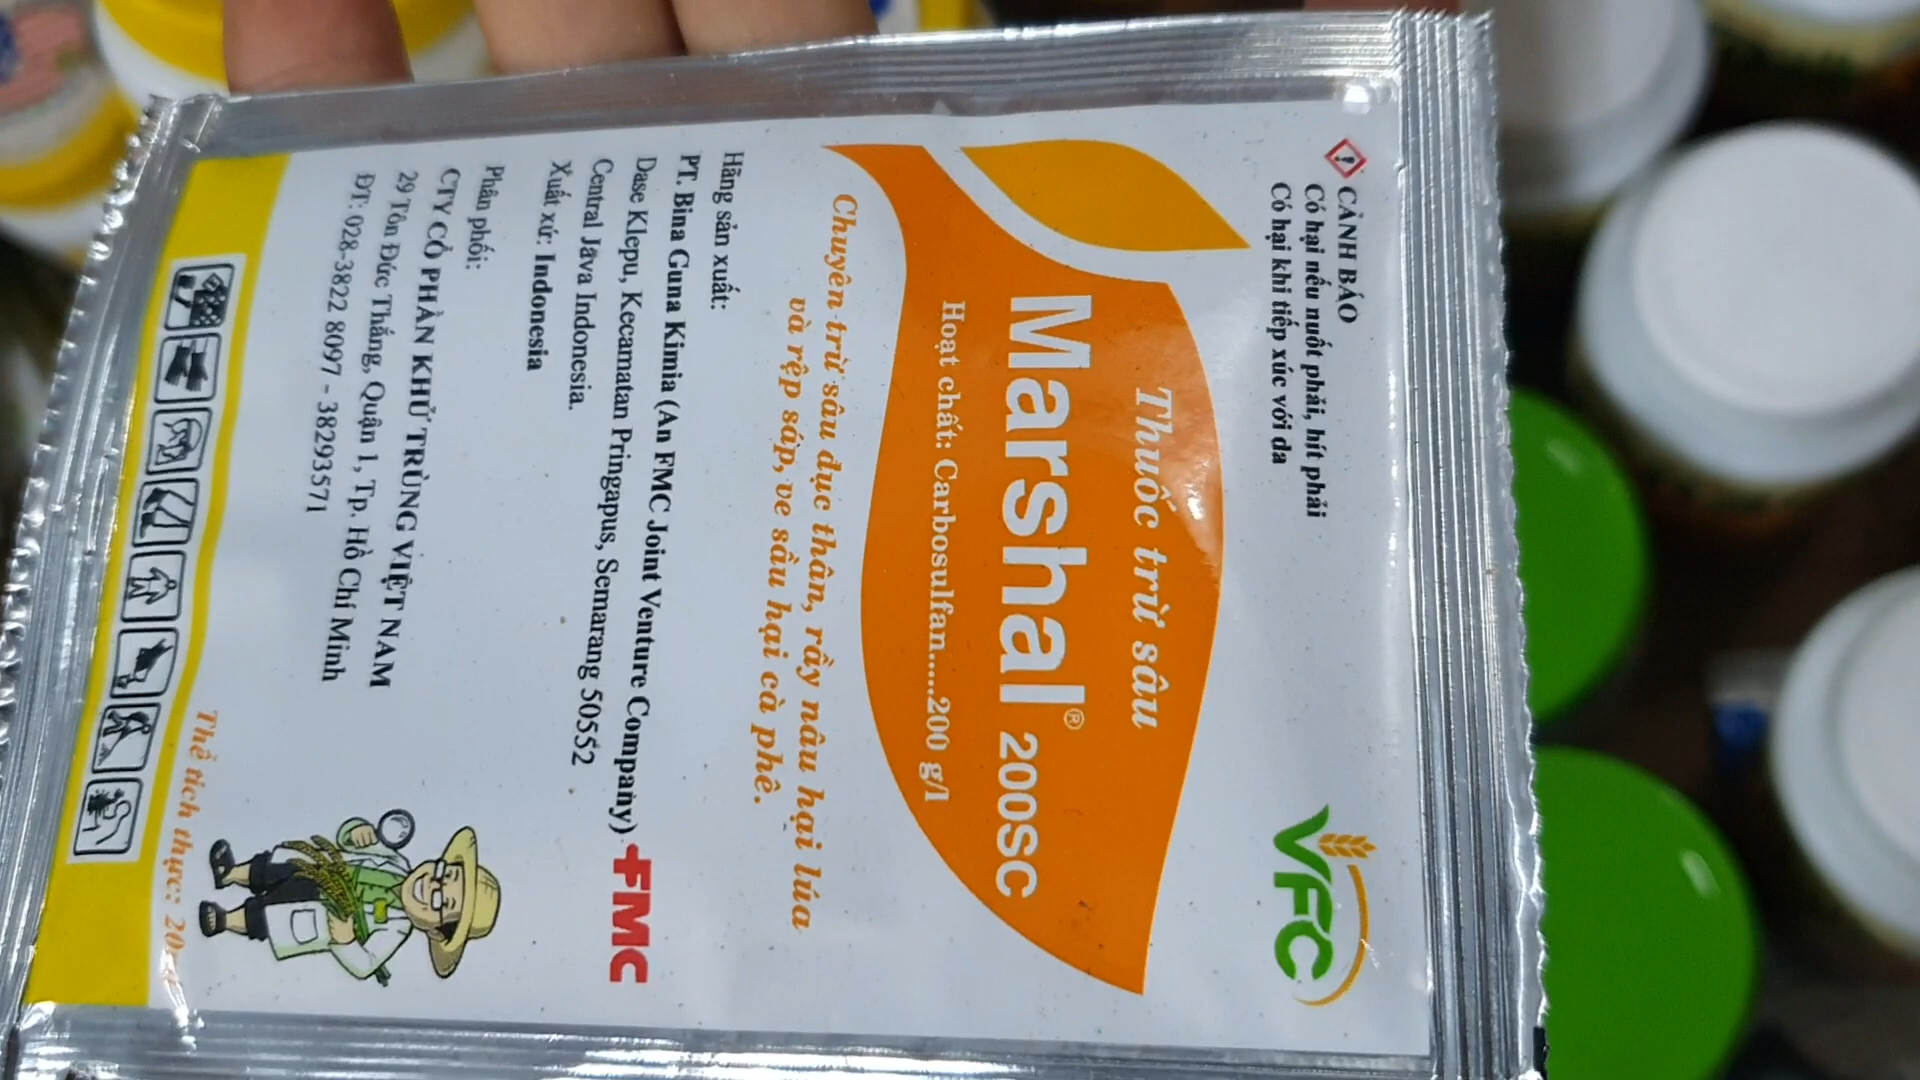 CẢNH BÁO
Có hại nếu nuốt phải, hít phải
Có hại khi tiếp xúc với da
VFC
Thuốc trừ sâu
Marshal® 200SC
Hoạt chất: Carbosulfan......200 g/l
Chuyên trừ sâu đục thân, rầy nâu hại lúa
và rệp sáp, ve sầu hại cà phê.
Hãng sản xuất:
PT. Bina Guna Kimia (An FMC Joint Venture Company)
FMC
Dase Klepu, Kecamatan Pringapus, Semarang 50552
Central Java Indonesia.
Xuất xứ: Indonesia
Phân phối:
CTY CỔ PHẦN KHỬ TRÙNG VIỆT NAM
29 Tôn Đức Thắng, Quận 1, Tp. Hồ Chí Minh
ĐT: 028-3822 8097 - 38293571
Thể tích thực: 20